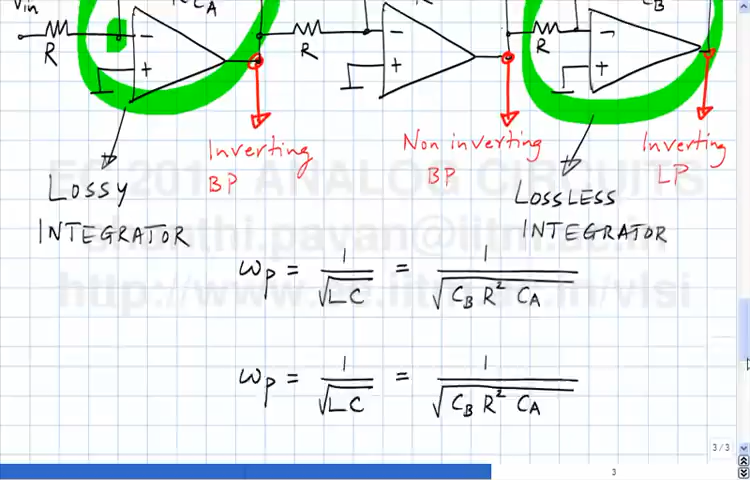 Vin
R CA
R
CB
R
R
R
Inverting
BP
Non inverting
BP
Inverting
LP
LOSSY
INTEGRATOR
LOSSLESS
INTEGRATOR
ωp = 1/√LC = 1/√CB R² CA
ωp = 1/√LC = 1/√CB R² CA
3/3
3